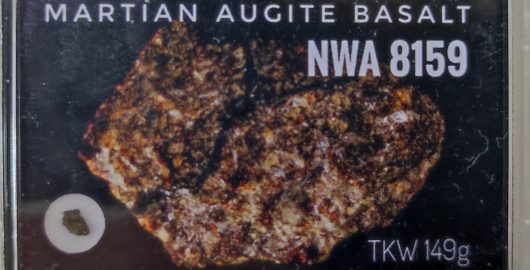 MARTIAN AUGITE BASALT
NWA 8159
TKW 149g